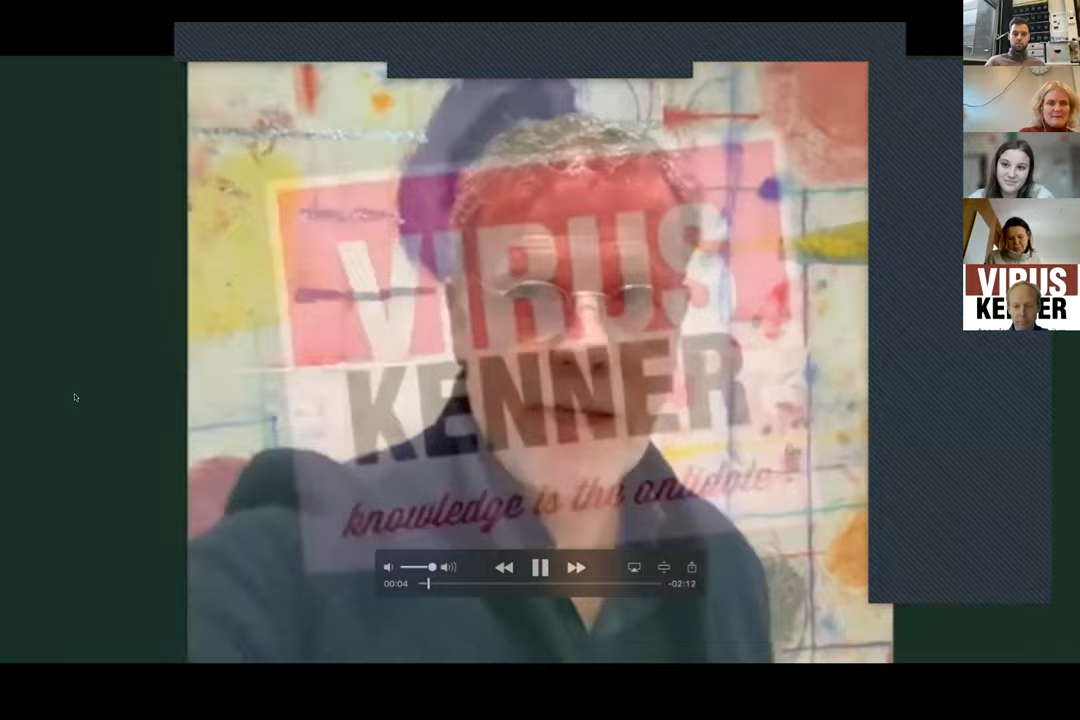 VIRUS
KENNER
knowledge is the antidote
00:04
-02:12
VIRUS
KENNER